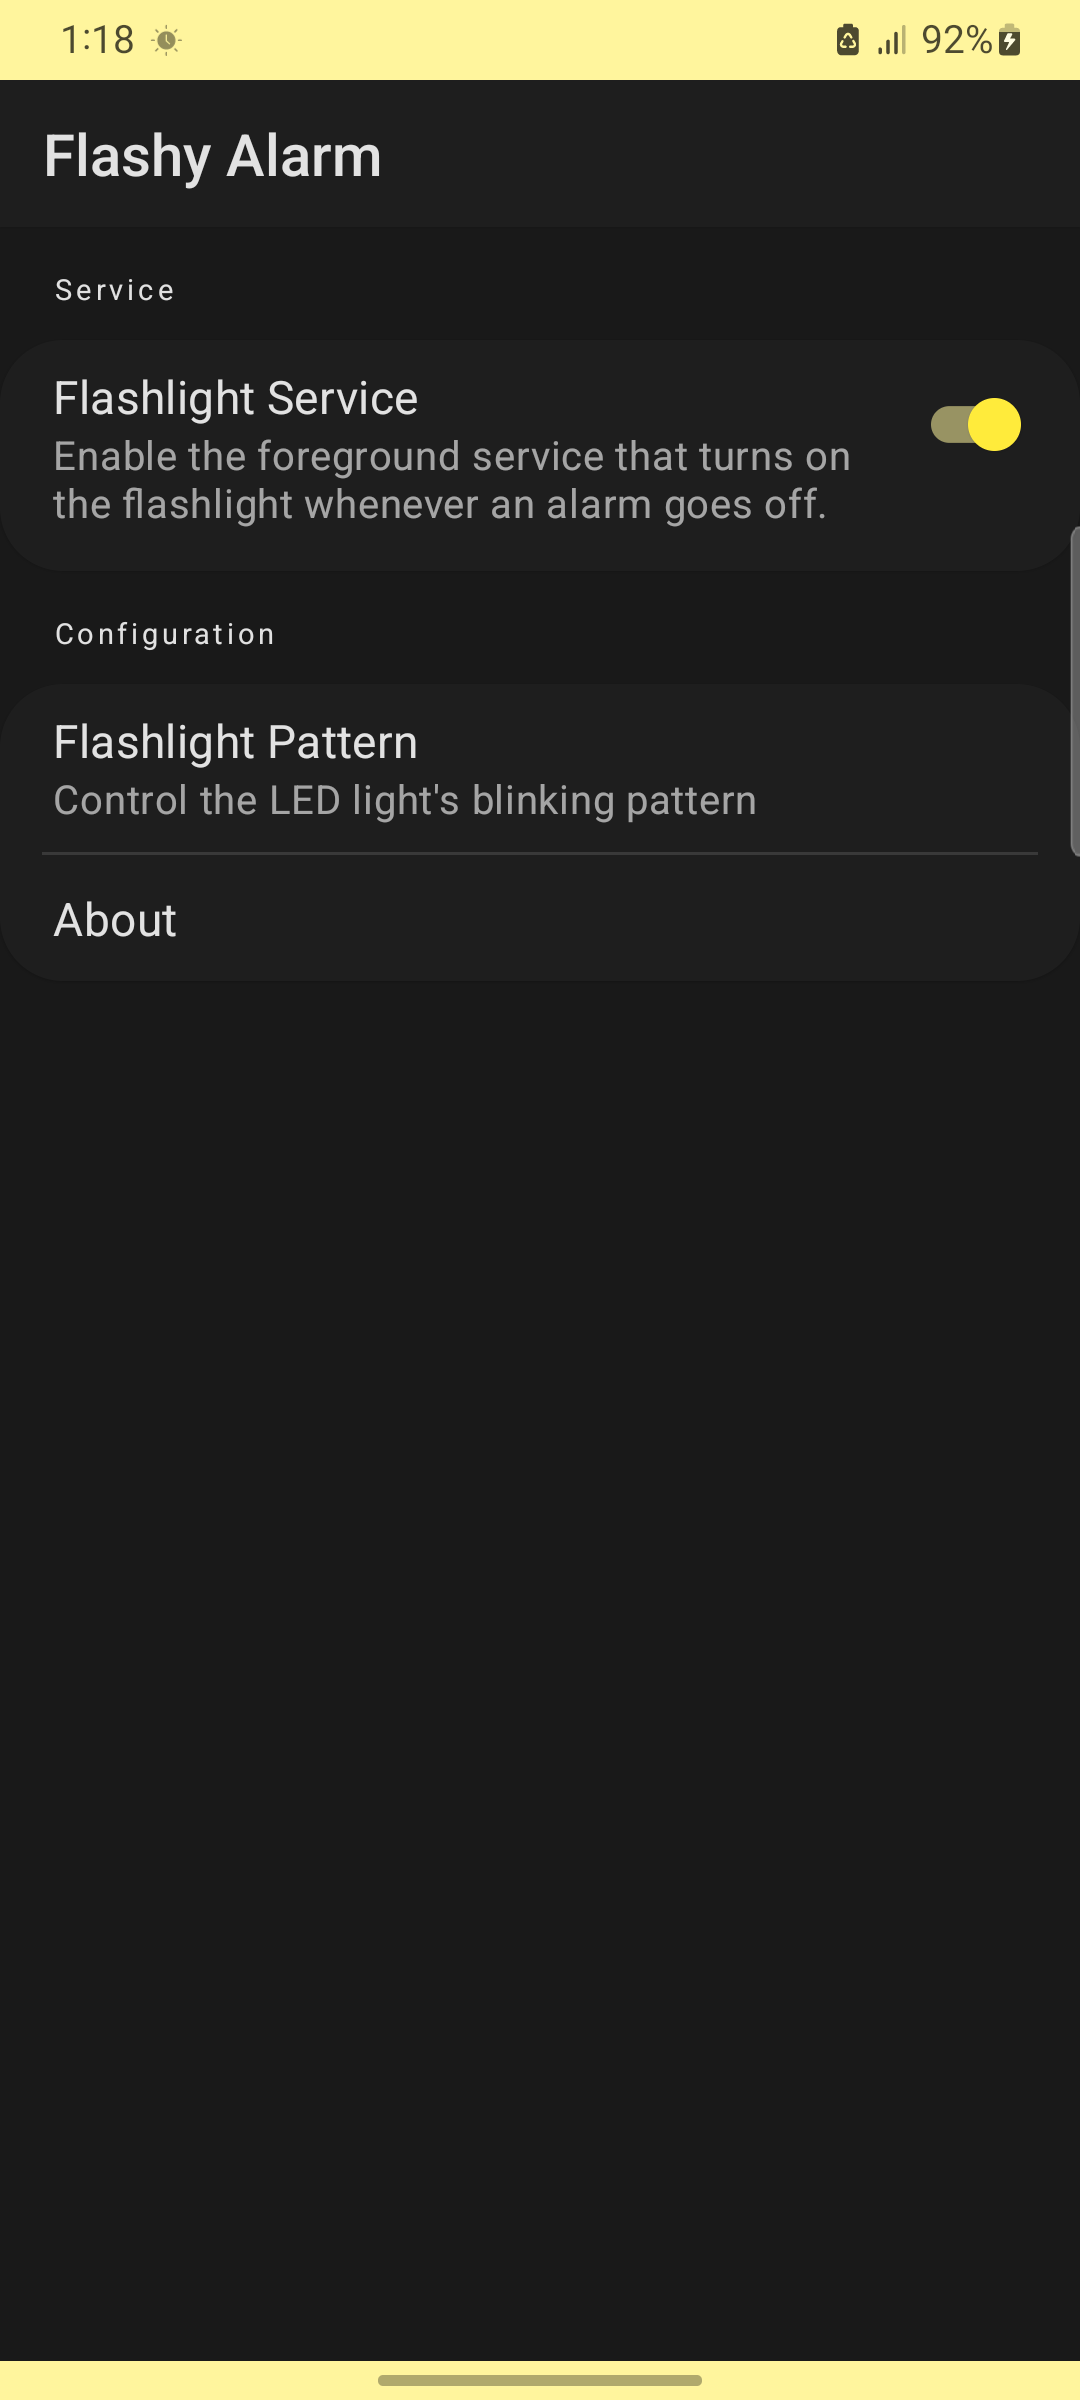 1:18
92%
Flashy Alarm
Service
Flashlight Service
Enable the foreground service that turns on
the flashlight whenever an alarm goes off.
Configuration
Flashlight Pattern
Control the LED light's blinking pattern
About